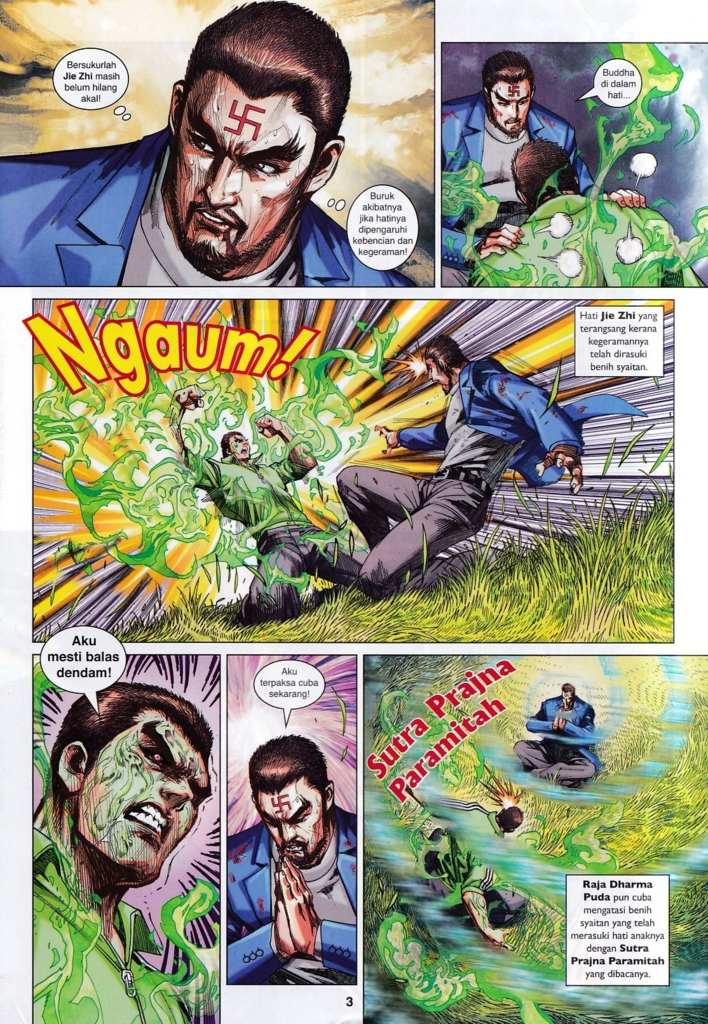 Bersukurlah
Jie Zhi masih
belum hilang
akal!
Buruk
akibatnya
jika hatinya
dipengaruhi
kebencian dan
kegeraman!
Buddha
di dalam
hati...
Ngaum!
Hati Jie Zhi yang
terangsang kerana
kegeramannya
telah dirasuki
benih syaitan.
Aku
mesti balas
dendam!
Aku
terpaksa cuba
sekarang!
Sutra Prajna
Paramitah
Raja Dharma
Puda pun cuba
mengatasi benih
syaitan yang telah
merasuki hati anaknya
dengan Sutra
Prajna Paramitah
yang dibacanya.
3